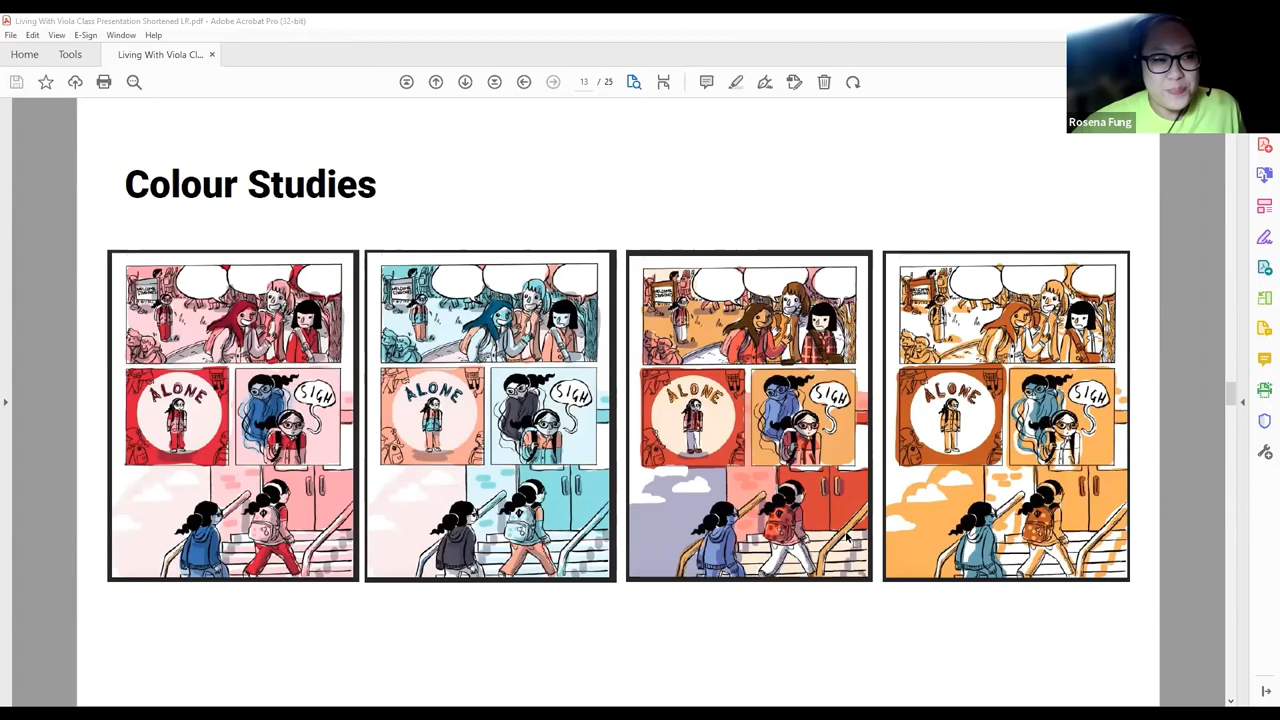 Living With Viola Class Presentation Shortened LR.pdf - Adobe Acrobat Pro (32-bit)
File Edit View E-Sign Window Help
Home Tools Living With Viola Cl... ×
13 / 25
Rosena Fung
Colour Studies
ALONE
SIGH
ALONE
SIGH
ALONE
SIGH
ALONE
SIGH